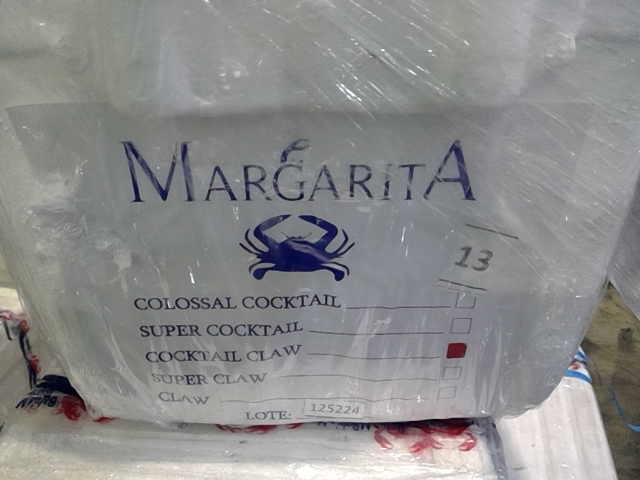 MARGARITA
13
COLOSSAL COCKTAIL
SUPER COCKTAIL
COCKTAIL CLAW
SUPER CLAW
CLAW
LOTE: 125224